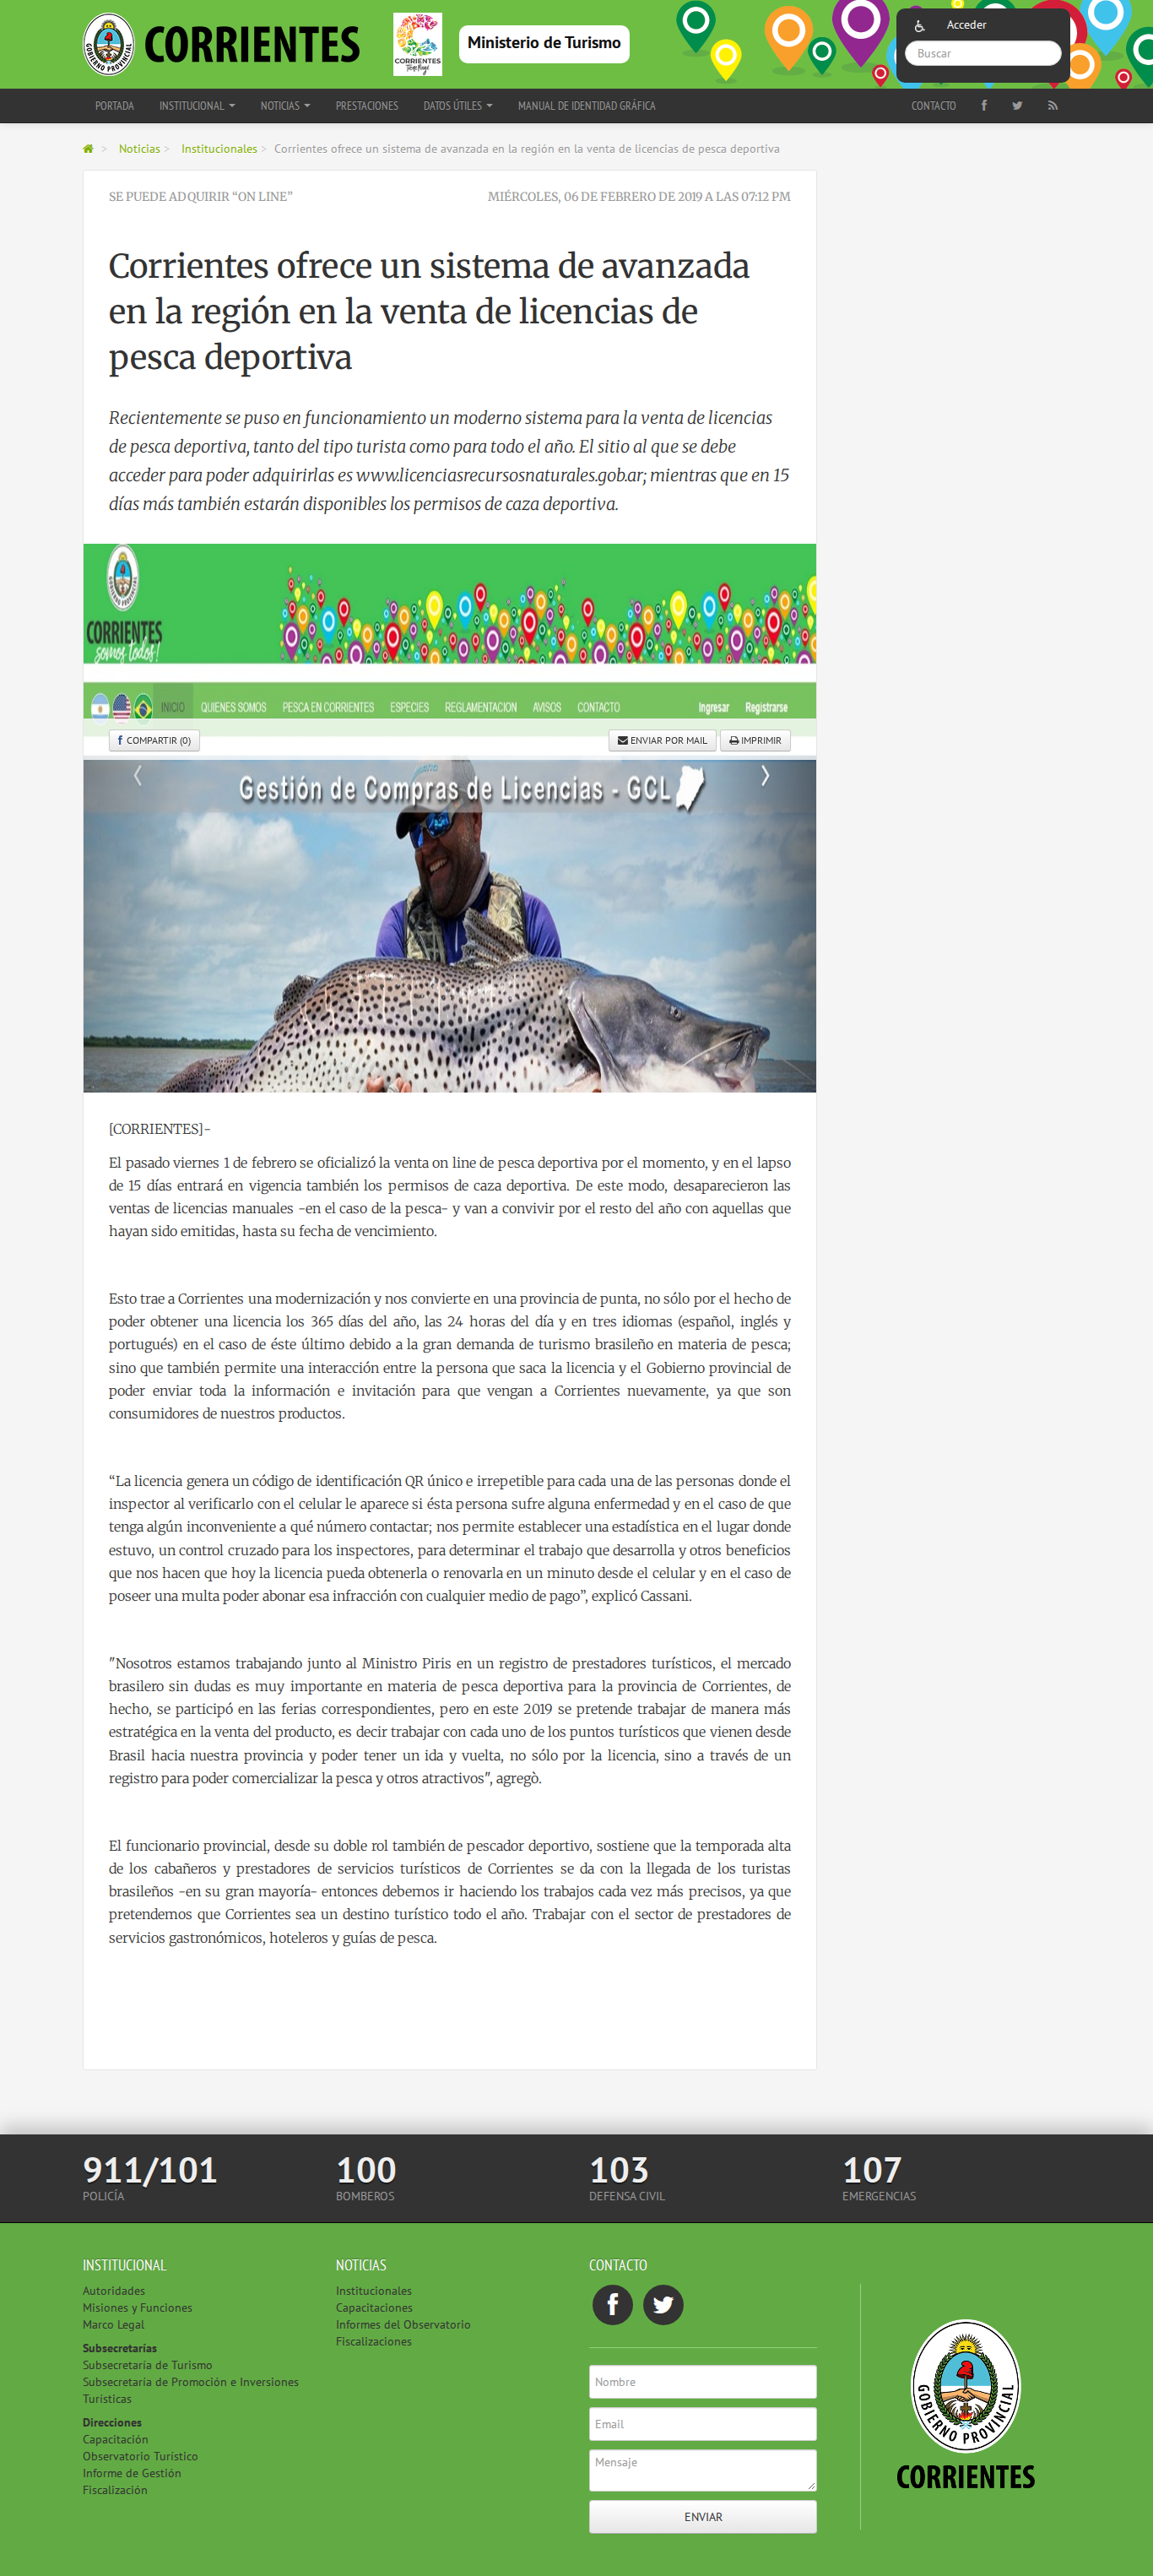 GOBIERNO PROVINCIAL
CORRIENTES
CORRIENTES
Ministerio de Turismo
Acceder
Buscar
PORTADA INSTITUCIONAL NOTICIAS PRESTACIONES DATOS ÚTILES MANUAL DE IDENTIDAD GRÁFICA CONTACTO
> Noticias > Institucionales > Corrientes ofrece un sistema de avanzada en la región en la venta de licencias de pesca deportiva
SE PUEDE ADQUIRIR “ON LINE” MIÉRCOLES, 06 DE FEBRERO DE 2019 A LAS 07:12 PM
Corrientes ofrece un sistema de avanzada
en la región en la venta de licencias de
pesca deportiva
Recientemente se puso en funcionamiento un moderno sistema para la venta de licencias
de pesca deportiva, tanto del tipo turista como para todo el año. El sitio al que se debe
acceder para poder adquirirlas es www.licenciasrecursosnaturales.gob.ar; mientras que en 15
días más también estarán disponibles los permisos de caza deportiva.
GOBIERNO PROVINCIAL
CORRIENTES
somos todos!
INICIO QUIENES SOMOS PESCA EN CORRIENTES ESPECIES REGLAMENTACION AVISOS CONTACTO Ingresar Registrarse
COMPARTIR (0) ENVIAR POR MAIL IMPRIMIR
Gestión de Compras de Licencias - GCL
[CORRIENTES]-
El pasado viernes 1 de febrero se oficializó la venta on line de pesca deportiva por el momento, y en el lapso
de 15 días entrará en vigencia también los permisos de caza deportiva. De este modo, desaparecieron las
ventas de licencias manuales -en el caso de la pesca- y van a convivir por el resto del año con aquellas que
hayan sido emitidas, hasta su fecha de vencimiento.
Esto trae a Corrientes una modernización y nos convierte en una provincia de punta, no sólo por el hecho de
poder obtener una licencia los 365 días del año, las 24 horas del día y en tres idiomas (español, inglés y
portugués) en el caso de éste último debido a la gran demanda de turismo brasileño en materia de pesca;
sino que también permite una interacción entre la persona que saca la licencia y el Gobierno provincial de
poder enviar toda la información e invitación para que vengan a Corrientes nuevamente, ya que son
consumidores de nuestros productos.
“La licencia genera un código de identificación QR único e irrepetible para cada una de las personas donde el
inspector al verificarlo con el celular le aparece si ésta persona sufre alguna enfermedad y en el caso de que
tenga algún inconveniente a qué número contactar; nos permite establecer una estadística en el lugar donde
estuvo, un control cruzado para los inspectores, para determinar el trabajo que desarrolla y otros beneficios
que nos hacen que hoy la licencia pueda obtenerla o renovarla en un minuto desde el celular y en el caso de
poseer una multa poder abonar esa infracción con cualquier medio de pago”, explicó Cassani.
"Nosotros estamos trabajando junto al Ministro Piris en un registro de prestadores turísticos, el mercado
brasilero sin dudas es muy importante en materia de pesca deportiva para la provincia de Corrientes, de
hecho, se participó en las ferias correspondientes, pero en este 2019 se pretende trabajar de manera más
estratégica en la venta del producto, es decir trabajar con cada uno de los puntos turísticos que vienen desde
Brasil hacia nuestra provincia y poder tener un ida y vuelta, no sólo por la licencia, sino a través de un
registro para poder comercializar la pesca y otros atractivos", agregò.
El funcionario provincial, desde su doble rol también de pescador deportivo, sostiene que la temporada alta
de los cabañeros y prestadores de servicios turísticos de Corrientes se da con la llegada de los turistas
brasileños -en su gran mayoría- entonces debemos ir haciendo los trabajos cada vez más precisos, ya que
pretendemos que Corrientes sea un destino turístico todo el año. Trabajar con el sector de prestadores de
servicios gastronómicos, hoteleros y guías de pesca.
911/101 100 103 107
POLICÍA BOMBEROS DEFENSA CIVIL EMERGENCIAS
INSTITUCIONAL
Autoridades
Misiones y Funciones
Marco Legal
Subsecretarías
Subsecretaría de Turismo
Subsecretaría de Promoción e Inversiones
Turísticas
Direcciones
Capacitación
Observatorio Turístico
Informe de Gestión
Fiscalización
NOTICIAS
Institucionales
Capacitaciones
Informes del Observatorio
Fiscalizaciones
CONTACTO
Nombre
Email
Mensaje
ENVIAR
GOBIERNO PROVINCIAL
CORRIENTES